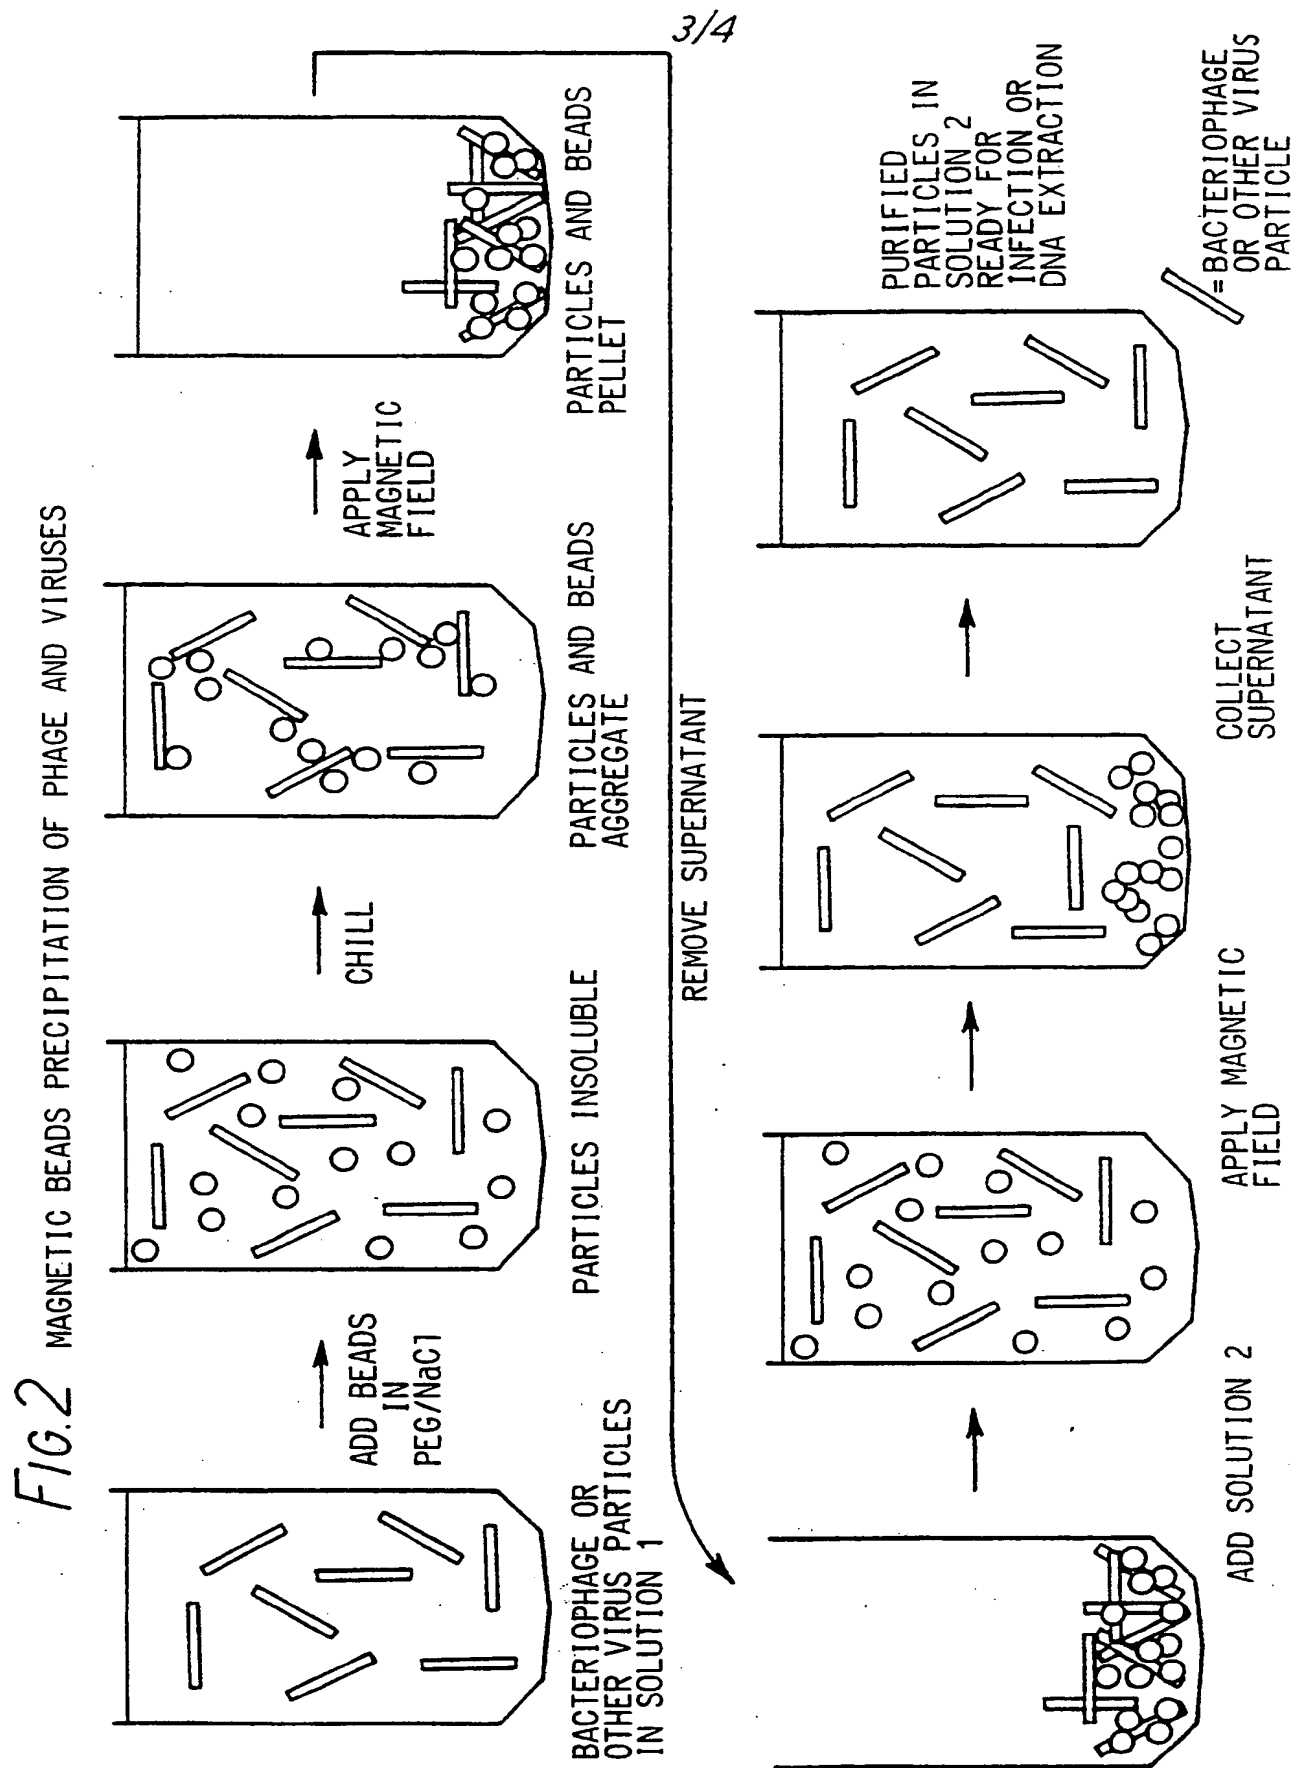 3/4
FIG.2 MAGNETIC BEADS PRECIPITATION OF PHAGE AND VIRUSES
BACTERIOPHAGE OR
OTHER VIRUS PARTICLES
IN SOLUTION 1
ADD BEADS
IN
PEG/NaCl
PARTICLES INSOLUBLE
CHILL
PARTICLES AND BEADS
AGGREGATE
APPLY
MAGNETIC
FIELD
PARTICLES AND BEADS
PELLET
REMOVE SUPERNATANT
ADD SOLUTION 2
APPLY MAGNETIC
FIELD
COLLECT
SUPERNATANT
PURIFIED
PARTICLES IN
SOLUTION 2
READY FOR
INFECTION OR
DNA EXTRACTION
=BACTERIOPHAGE
OR OTHER VIRUS
PARTICLE